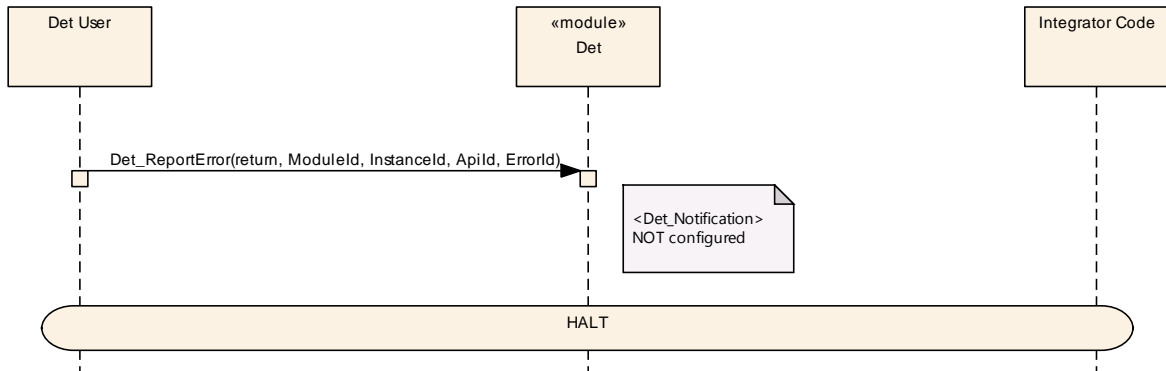 Det User
«module»
Det
Integrator Code
Det_ReportError(return, ModuleId, InstanceId, ApiId, ErrorId)
<Det_Notification>
NOT configured
HALT